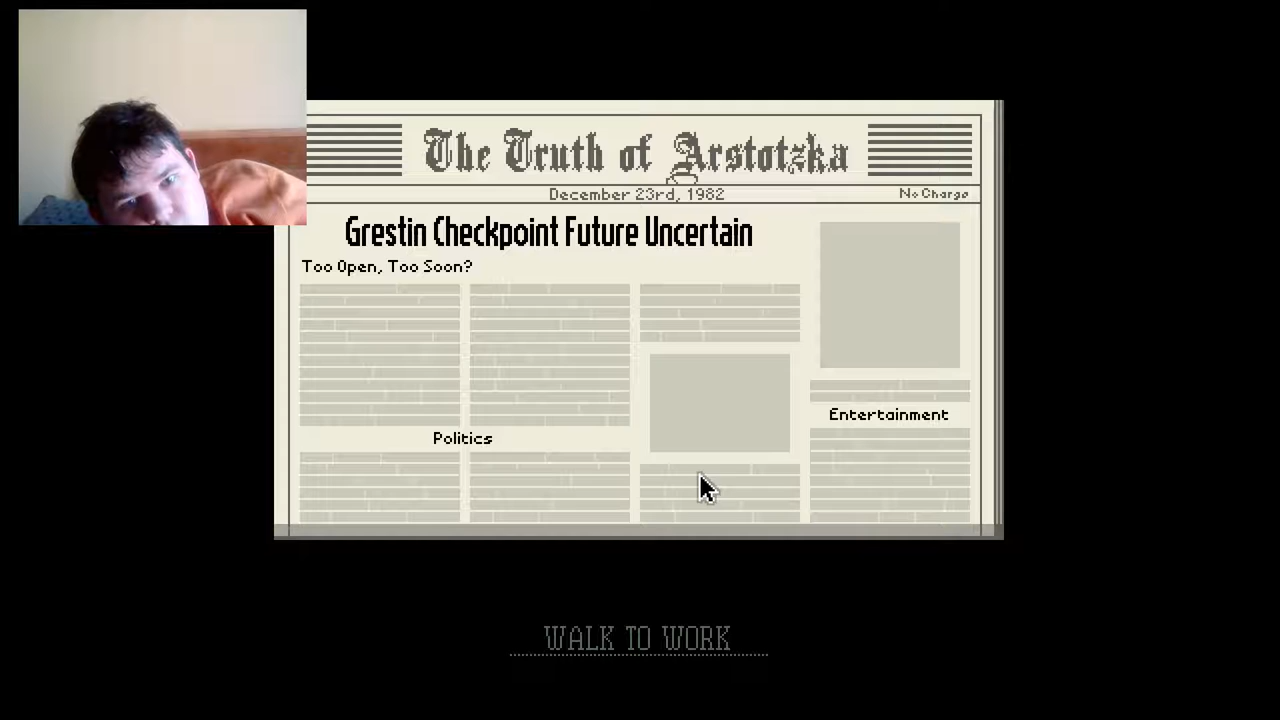 The Truth of Arstotzka
December 23rd, 1982
No Charge
Grestin Checkpoint Future Uncertain
Too Open, Too Soon?
Politics
Entertainment
WALK TO WORK